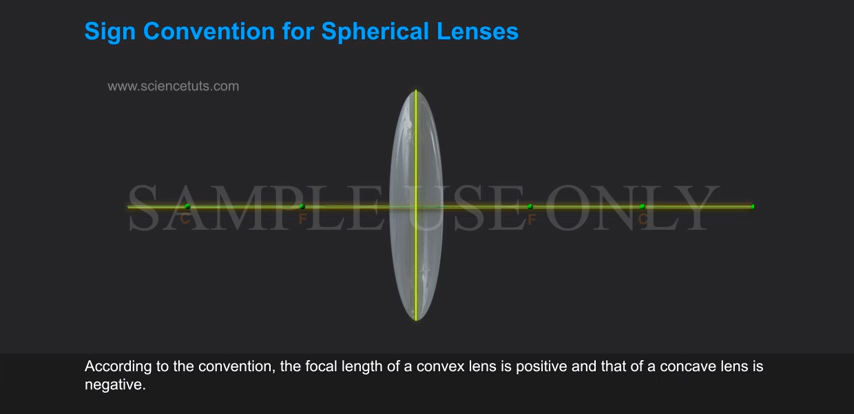 Sign Convention for Spherical Lenses
www.sciencetuts.com
SAMPLE USE ONLY
C F F C
According to the convention, the focal length of a convex lens is positive and that of a concave lens is
negative.